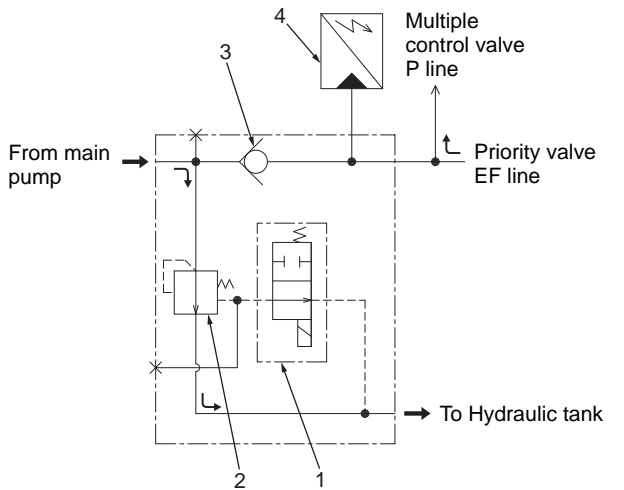 4
Multiple
control valve
P line
3
From main
pump
Priority valve
EF line
To Hydraulic tank
2
1